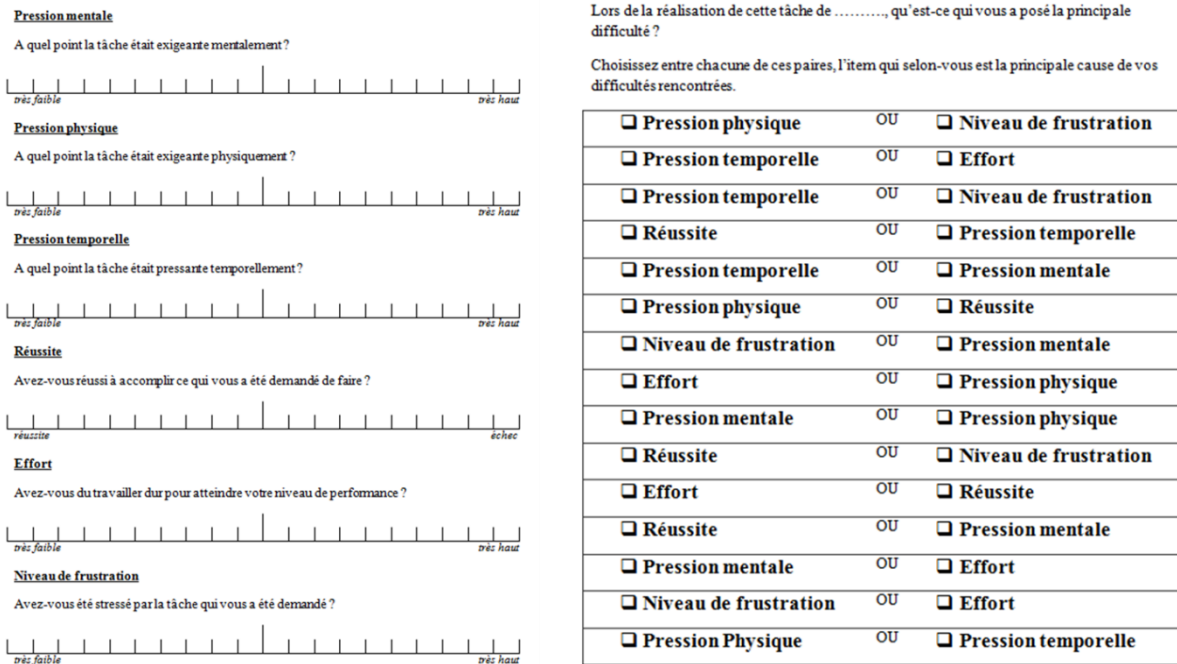 Pression mentale
A quel point la tâche était exigeante mentalement ?
très faible très haut
Pression physique
A quel point la tâche était exigeante physiquement ?
très faible très haut
Pression temporelle
A quel point la tâche était pressante temporellement ?
très faible très haut
Réussite
Avez-vous réussi à accomplir ce qui vous a été demandé de faire ?
réussite échec
Effort
Avez-vous du travailler dur pour atteindre votre niveau de performance ?
très faible très haut
Niveau de frustration
Avez-vous été stressé par la tâche qui vous a été demandé ?
très faible très haut
Lors de la réalisation de cette tâche de ………., qu’est-ce qui vous a posé la principale
difficulté ?
Choisissez entre chacune de ces paires, l’item qui selon-vous est la principale cause de vos
difficultés rencontrées.
❑ Pression physique OU ❑ Niveau de frustration
❑ Pression temporelle OU ❑ Effort
❑ Pression temporelle OU ❑ Niveau de frustration
❑ Réussite OU ❑ Pression temporelle
❑ Pression temporelle OU ❑ Pression mentale
❑ Pression physique OU ❑ Réussite
❑ Niveau de frustration OU ❑ Pression mentale
❑ Effort OU ❑ Pression physique
❑ Pression mentale OU ❑ Pression physique
❑ Réussite OU ❑ Niveau de frustration
❑ Effort OU ❑ Réussite
❑ Réussite OU ❑ Pression mentale
❑ Pression mentale OU ❑ Effort
❑ Niveau de frustration OU ❑ Effort
❑ Pression Physique OU ❑ Pression temporelle